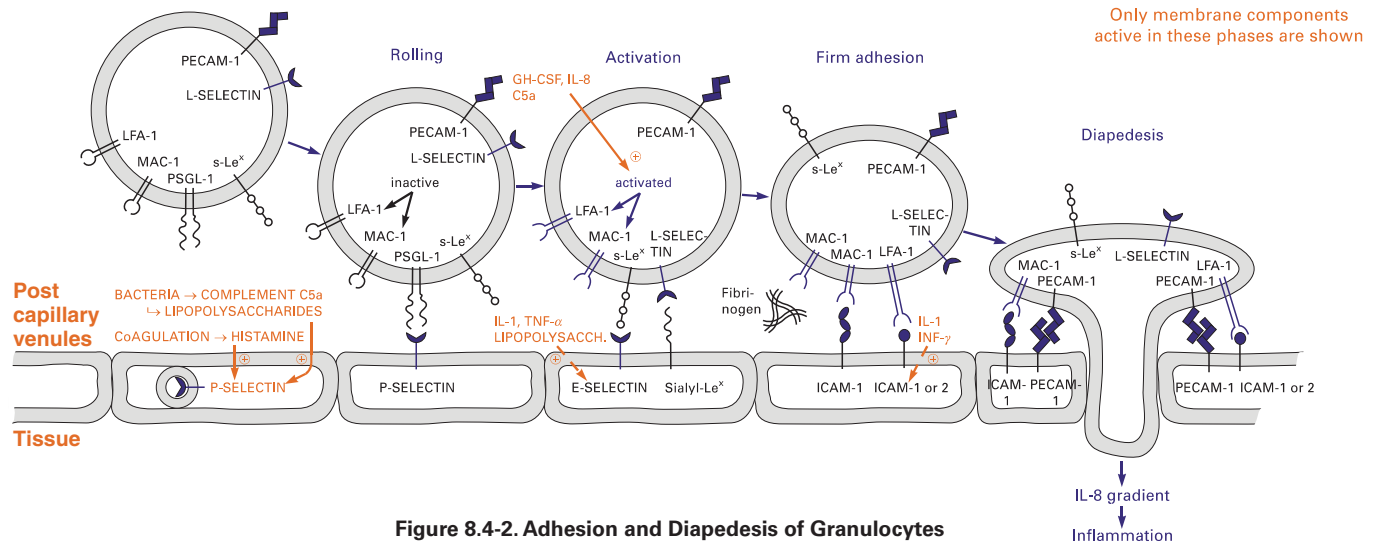 Only membrane components
active in these phases are shown
PECAM-1
L-SELECTIN
LFA-1
MAC-1
PSGL-1
s-Leˣ
Rolling
PECAM-1
L-SELECTIN
inactive
LFA-1
MAC-1
PSGL-1
s-Leˣ
Activation
GH-CSF, IL-8
C5a
PECAM-1
+
activated
LFA-1
MAC-1
s-Leˣ
L-SELEC-
TIN
Firm adhesion
s-Leˣ
PECAM-1
L-SELEC-
TIN
MAC-1
MAC-1
LFA-1
Fibri-
nogen
Diapedesis
s-Leˣ
L-SELECTIN
MAC-1
PECAM-1
PECAM-1
LFA-1
Post
capillary
venules
BACTERIA → COMPLEMENT C5a
↳ LIPOPOLYSACCHARIDES
CoAGULATION → HISTAMINE
+
+
P-SELECTIN
P-SELECTIN
IL-1, TNF-α
LIPOPOLYSACCH.
+
E-SELECTIN
Sialyl-Leˣ
IL-1
INF-γ
+
ICAM-1
ICAM-1 or 2
ICAM-
1
PECAM-
1
PECAM-1
ICAM-1 or 2
Tissue
IL-8 gradient
Inflammation
Figure 8.4-2. Adhesion and Diapedesis of Granulocytes